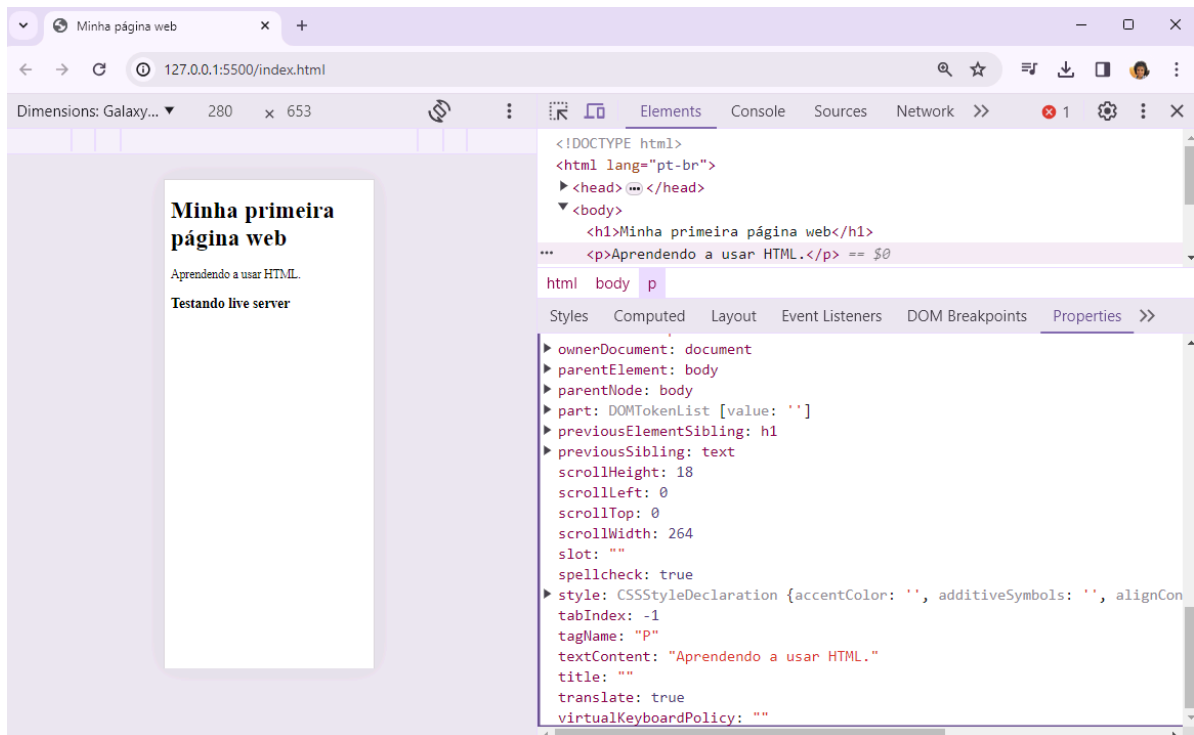 Minha página web
127.0.0.1:5500/index.html
Dimensions: Galaxy... 280 × 653
Elements Console Sources Network 1
Minha primeira
página web
Aprendendo a usar HTML.
Testando live server
<!DOCTYPE html>
<html lang="pt-br">
<head> ••• </head>
<body>
<h1>Minha primeira página web</h1>
••• <p>Aprendendo a usar HTML.</p> == $0
html body p
Styles Computed Layout Event Listeners DOM Breakpoints Properties
ownerDocument: document
parentElement: body
parentNode: body
part: DOMTokenList [value: '']
previousElementSibling: h1
previousSibling: text
scrollHeight: 18
scrollLeft: 0
scrollTop: 0
scrollWidth: 264
slot: ""
spellcheck: true
style: CSSStyleDeclaration {accentColor: '', additiveSymbols: '', alignCon
tabIndex: -1
tagName: "P"
textContent: "Aprendendo a usar HTML."
title: ""
translate: true
virtualKeyboardPolicy: ""